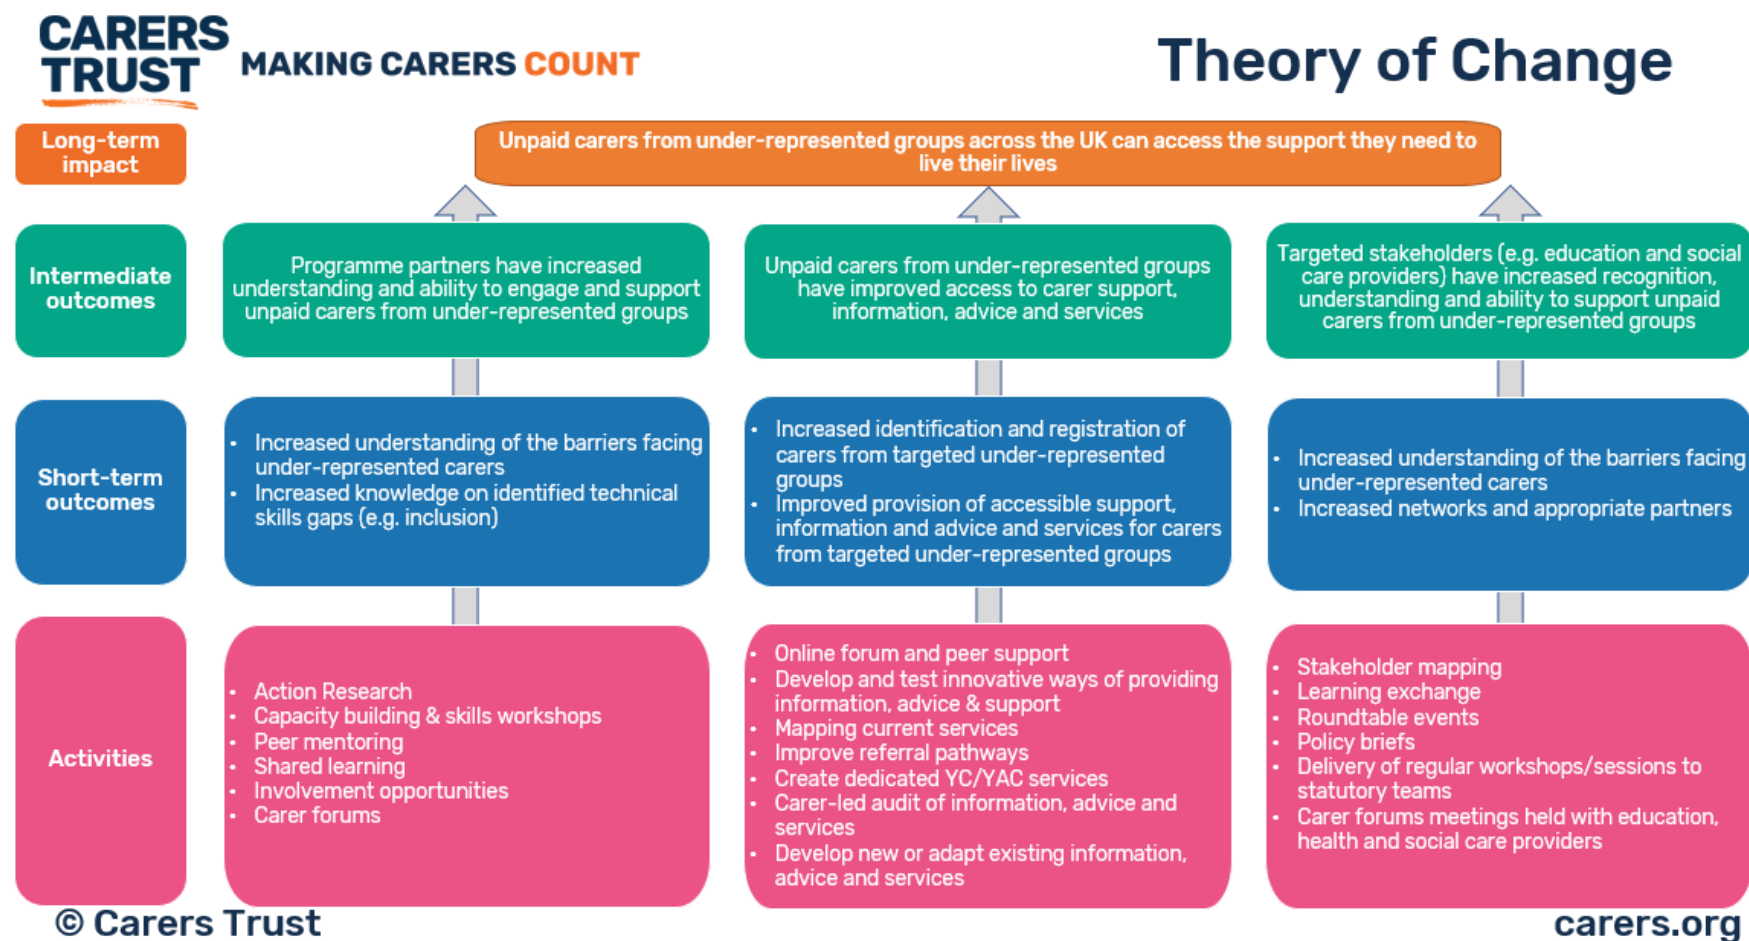 CARERS
TRUST
MAKING CARERS COUNT
Theory of Change
Long-term
impact
Unpaid carers from under-represented groups across the UK can access the support they need to
live their lives
Intermediate
outcomes
Programme partners have increased
understanding and ability to engage and support
unpaid carers from under-represented groups
Unpaid carers from under-represented groups
have improved access to carer support,
information, advice and services
Targeted stakeholders (e.g. education and social
care providers) have increased recognition,
understanding and ability to support unpaid
carers from under-represented groups
Short-term
outcomes
• Increased understanding of the barriers facing
under-represented carers
• Increased knowledge on identified technical
skills gaps (e.g. inclusion)
• Increased identification and registration of
carers from targeted under-represented
groups
• Improved provision of accessible support,
information and advice and services for carers
from targeted under-represented groups
• Increased understanding of the barriers facing
under-represented carers
• Increased networks and appropriate partners
Activities
• Action Research
• Capacity building & skills workshops
• Peer mentoring
• Shared learning
• Involvement opportunities
• Carer forums
• Online forum and peer support
• Develop and test innovative ways of providing
information, advice & support
• Mapping current services
• Improve referral pathways
• Create dedicated YC/YAC services
• Carer-led audit of information, advice and
services
• Develop new or adapt existing information,
advice and services
• Stakeholder mapping
• Learning exchange
• Roundtable events
• Policy briefs
• Delivery of regular workshops/sessions to
statutory teams
• Carer forums meetings held with education,
health and social care providers
© Carers Trust
carers.org